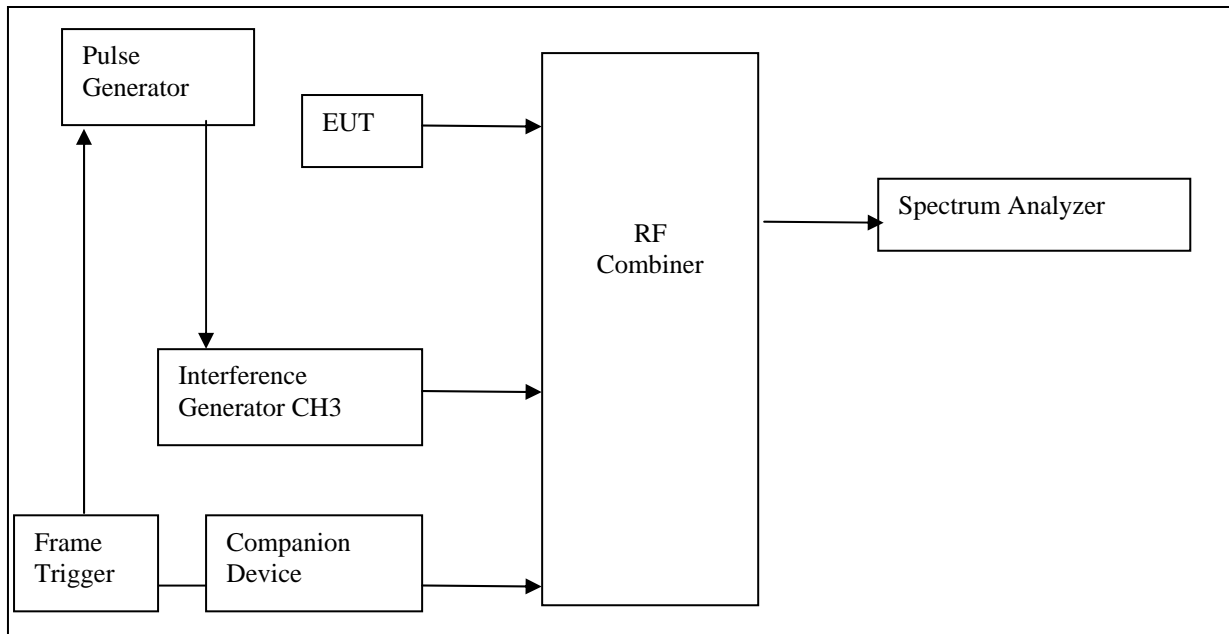 Pulse
Generator
EUT
RF
Combiner
Spectrum Analyzer
Interference
Generator CH3
Frame
Trigger
Companion
Device